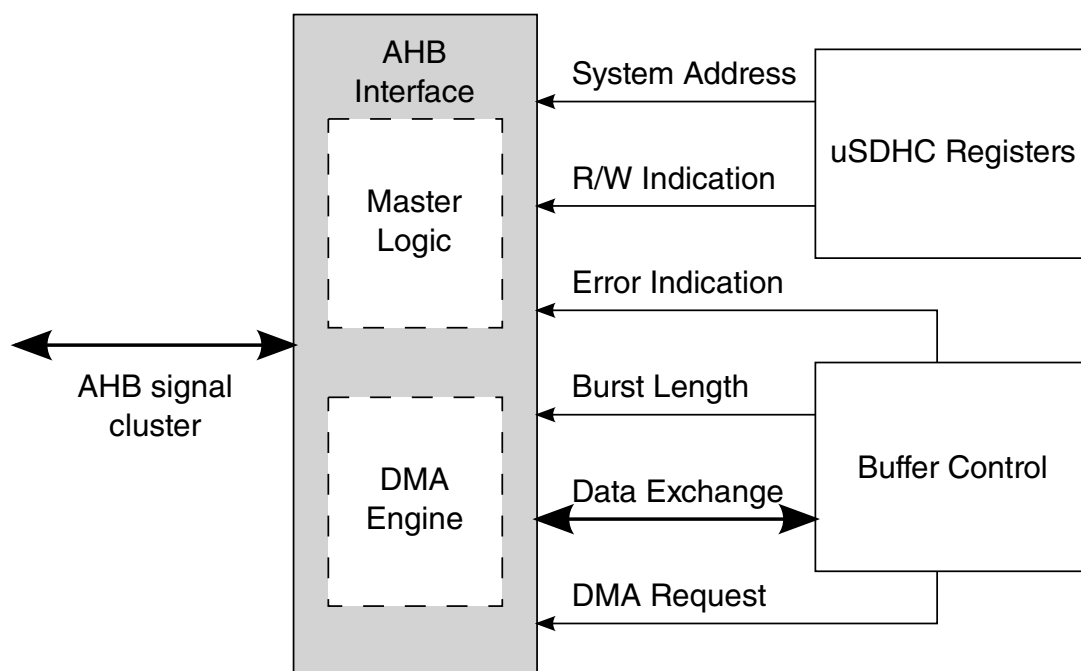 AHB
Interface
Master
Logic
DMA
Engine
AHB signal
cluster
System Address
R/W Indication
Error Indication
Burst Length
Data Exchange
DMA Request
uSDHC Registers
Buffer Control